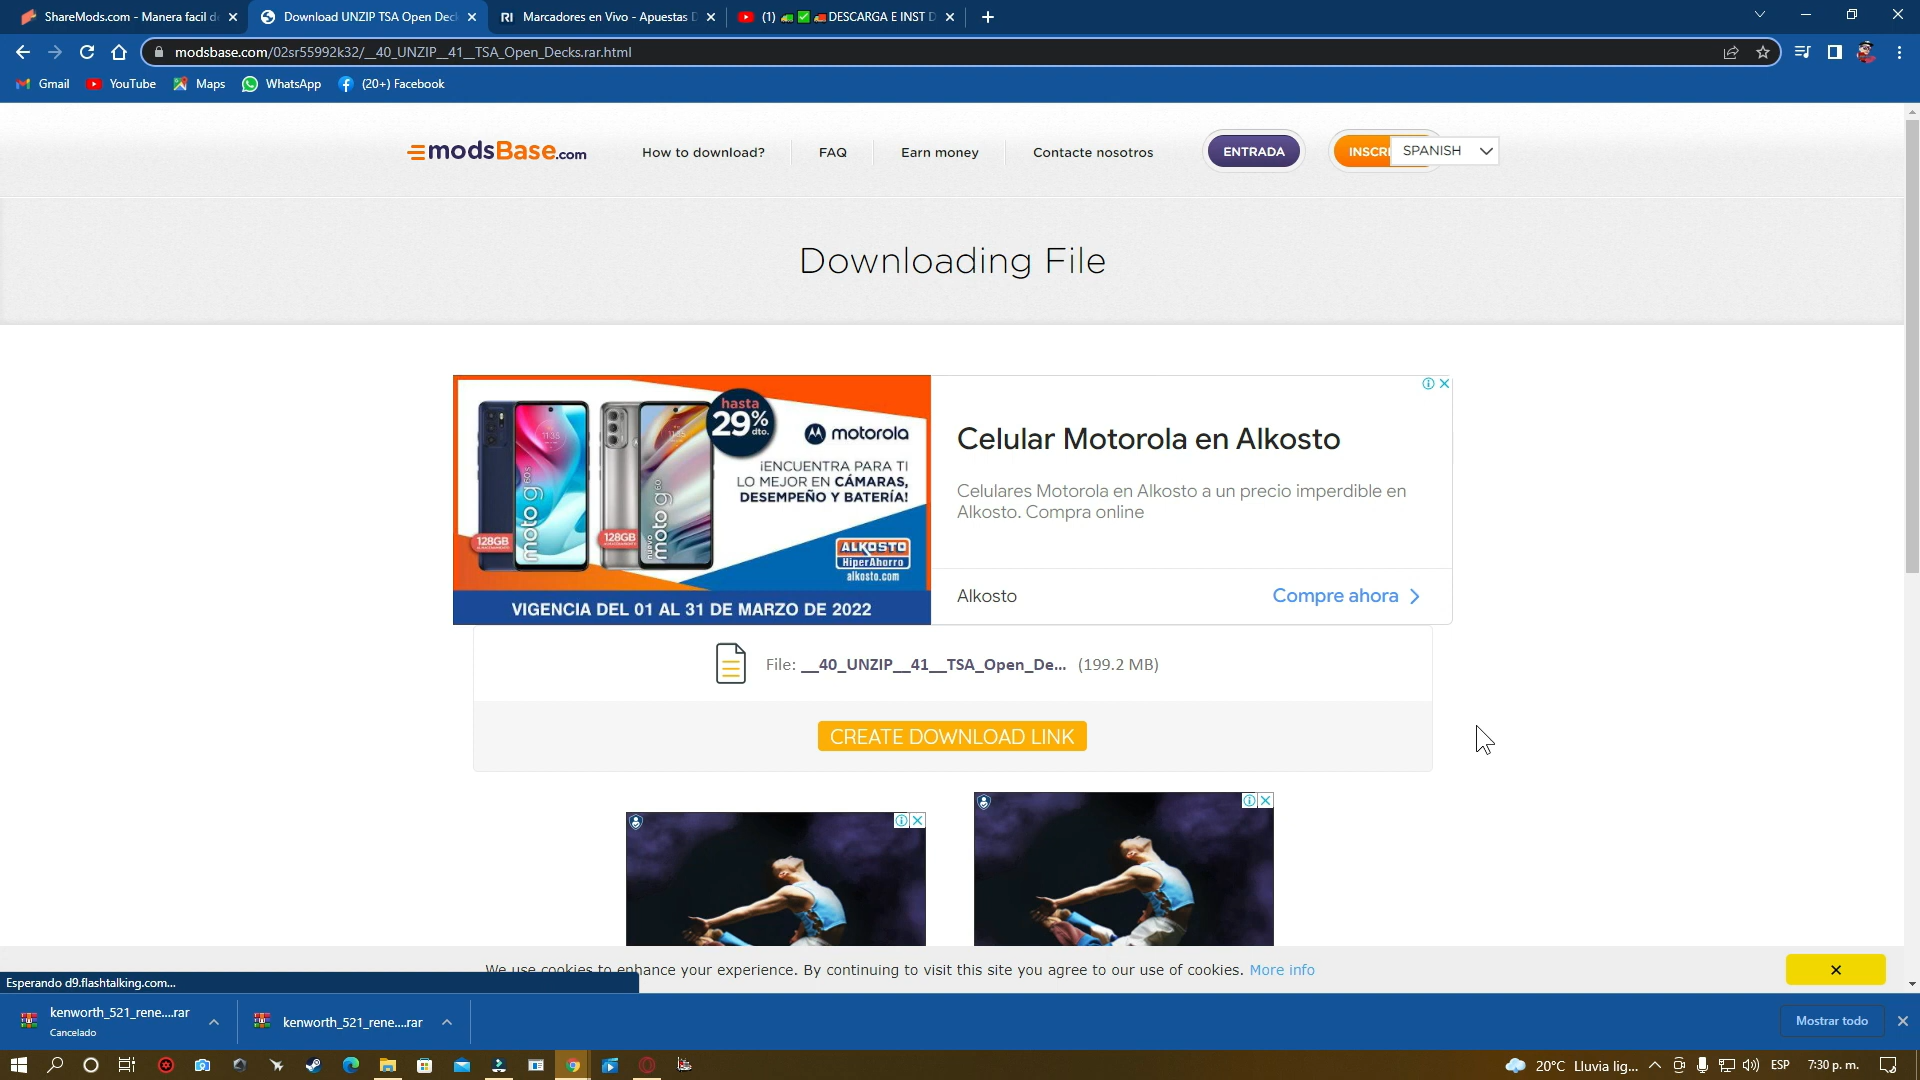 ShareMods.com - Manera facil d
Download UNZIP TSA Open Dec
RI Marcadores en Vivo - Apuestas D
(1) DESCARGA E INST D
modsbase.com/02sr55992k32/__40_UNZIP__41__TSA_Open_Decks.rar.html
Gmail
YouTube
Maps
WhatsApp
(20+) Facebook
modsBase.com
How to download?
FAQ
Earn money
Contacte nosotros
ENTRADA
INSCRI
SPANISH
Downloading File
hasta
29%
dto.
motorola
¡ENCUENTRA PARA TI
LO MEJOR EN CÁMARAS,
DESEMPEÑO Y BATERÍA!
11:35
moto g60s
128GB
nuevo
moto g60
128GB
ALKOSTO
HiperAhorro
alkosto.com
VIGENCIA DEL 01 AL 31 DE MARZO DE 2022
Celular Motorola en Alkosto
Celulares Motorola en Alkosto a un precio imperdible en
Alkosto. Compra online
Alkosto
Compre ahora
File: __40_UNZIP__41__TSA_Open_De... (199.2 MB)
CREATE DOWNLOAD LINK
We use cookies to enhance your experience. By continuing to visit this site you agree to our use of cookies. More info
Esperando d9.flashtalking.com...
kenworth_521_rene....rar
Cancelado
kenworth_521_rene....rar
Mostrar todo
20°C Lluvia lig...
ESP
7:30 p. m.